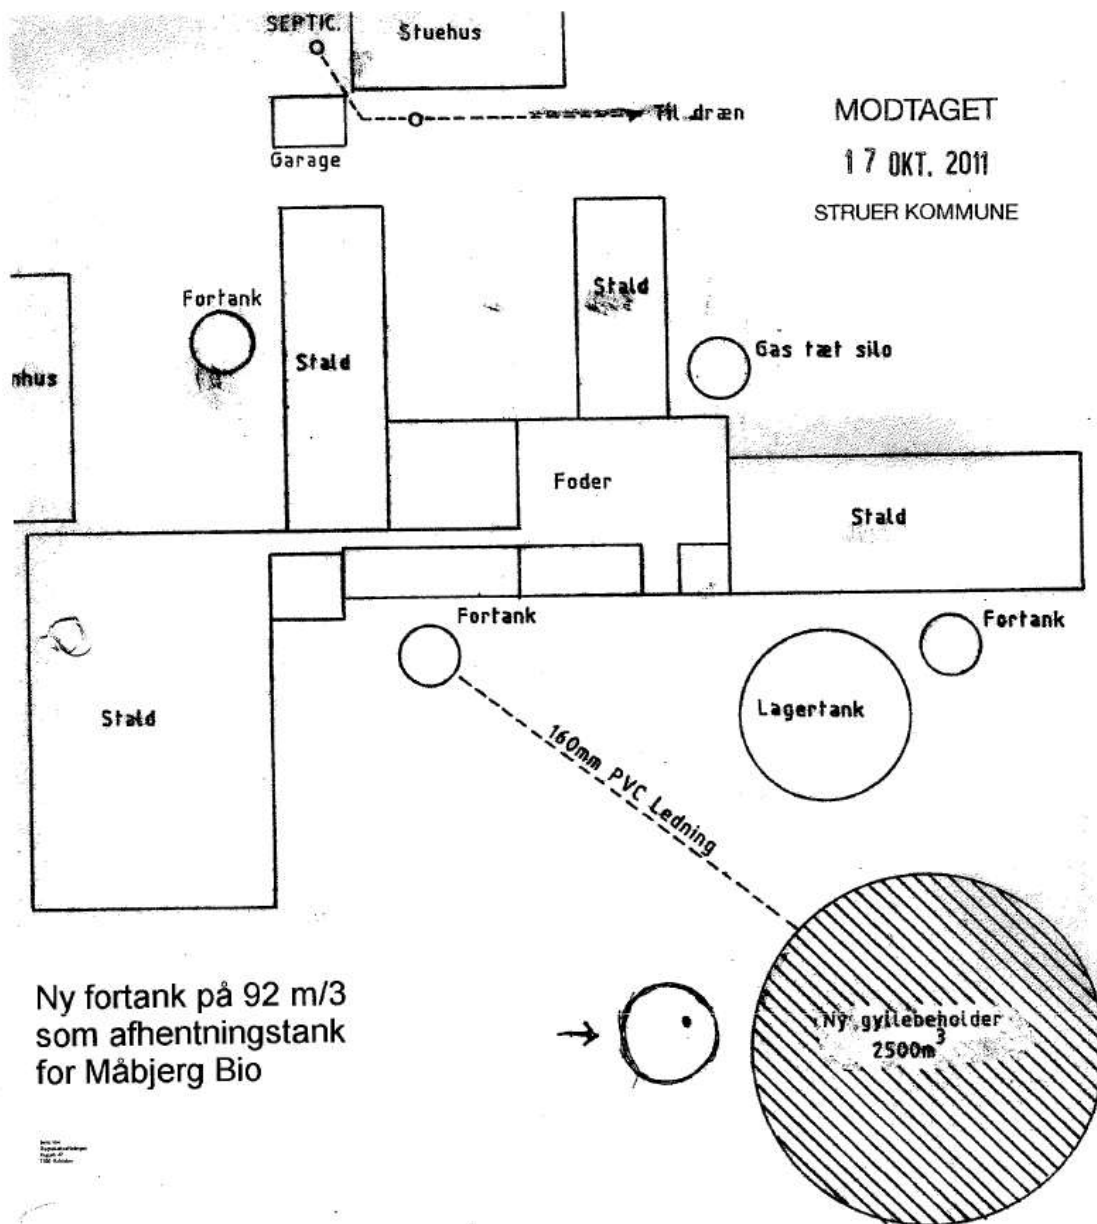 SEPTIC.
Stuehus
Til dræn
Garage
MODTAGET
17 OKT. 2011
STRUER KOMMUNE
Fortank
Stald
Stald
Gas tæt silo
nhus
Foder
Stald
Fortank
Fortank
Stald
Lagertank
160mm PVC Ledning
Ny fortank på 92 m/3
som afhentningstank
for Måbjerg Bio
Ny gyllebeholder
2500m³